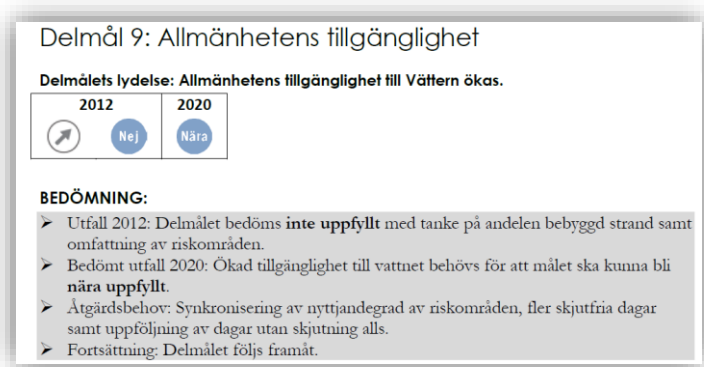 Delmål 9: Allmänhetens tillgänglighet
Delmålets lydelse: Allmänhetens tillgänglighet till Vättern ökas.
2012 2020
Nej Nära
BEDÖMNING:
➢ Utfall 2012: Delmålet bedöms inte uppfyllt med tanke på andelen bebyggd strand samt
omfattning av riskområden.
➢ Bedömt utfall 2020: Ökad tillgänglighet till vattnet behövs för att målet ska kunna bli
nära uppfyllt.
➢ Åtgärdsbehov: Synkronisering av nyttjandegrad av riskområden, fler skjutfria dagar
samt uppföljning av dagar utan skjutning alls.
➢ Fortsättning: Delmålet följs framåt.